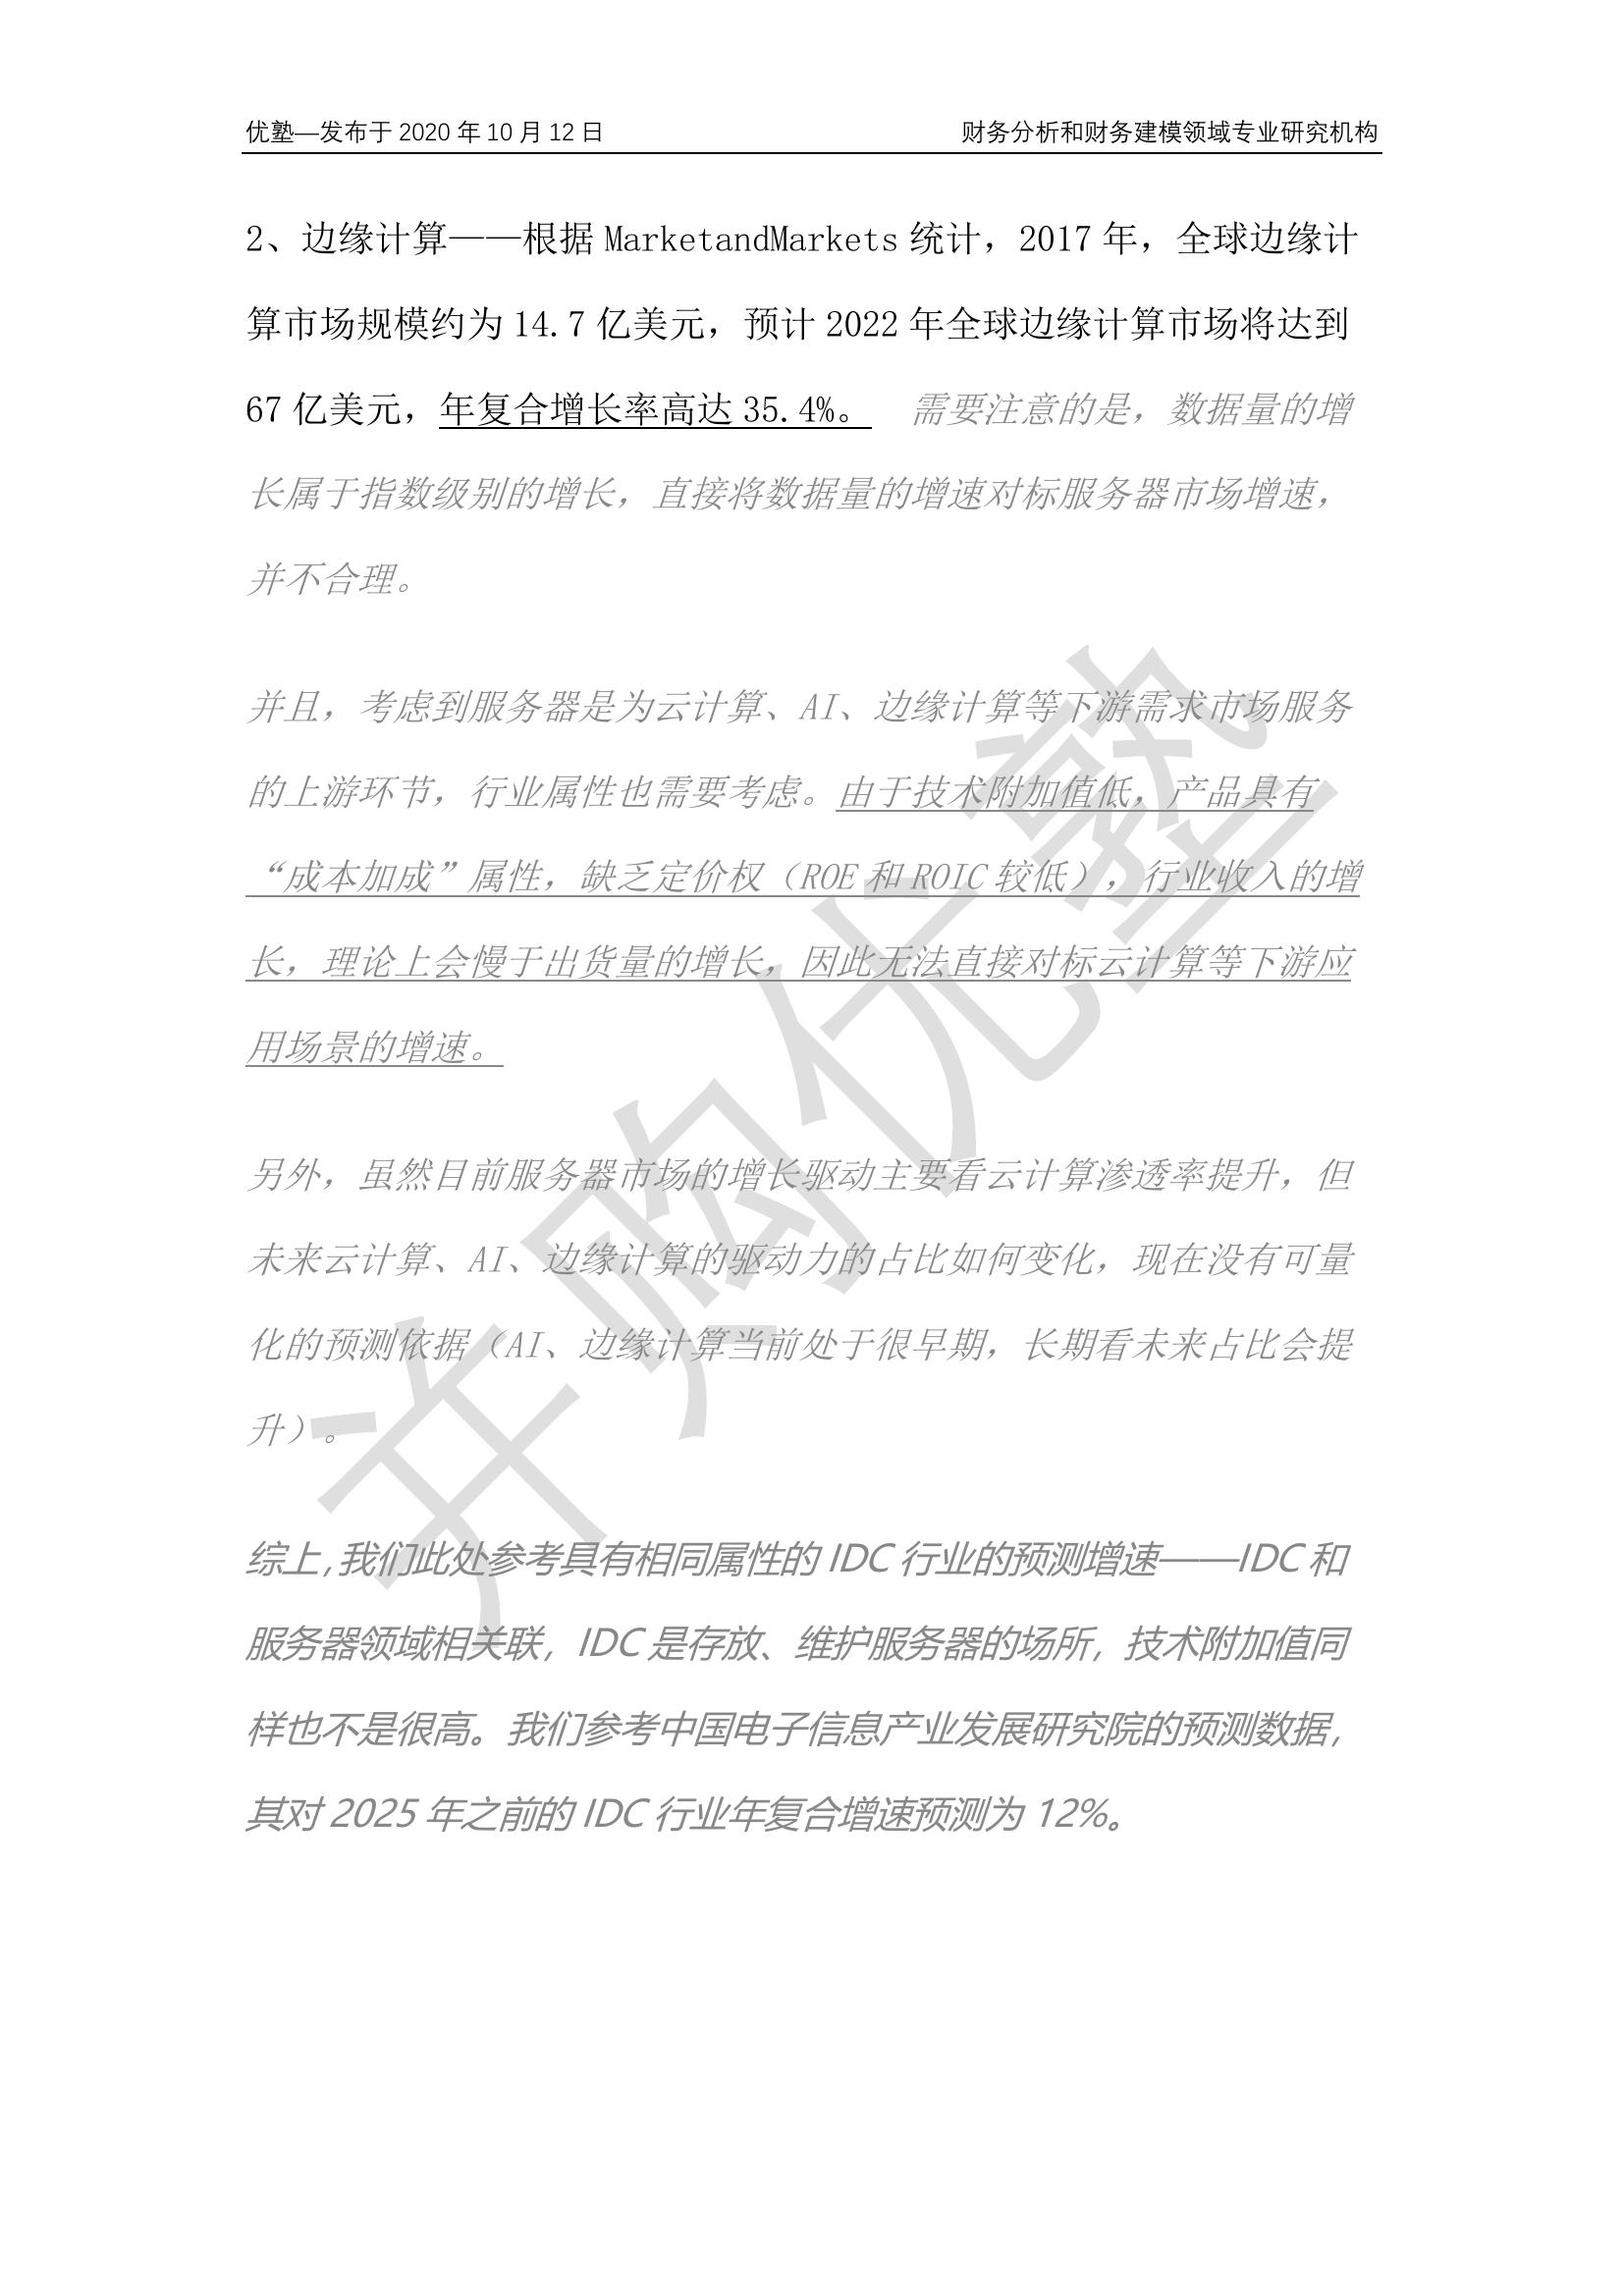 优塾—发布于 2020 年 10 月 12 日 财务分析和财务建模领域专业研究机构
2、边缘计算——根据 MarketandMarkets 统计，2017 年，全球边缘计
算市场规模约为 14.7 亿美元，预计 2022 年全球边缘计算市场将达到
67 亿美元，年复合增长率高达 35.4%。 需要注意的是，数据量的增
长属于指数级别的增长，直接将数据量的增速对标服务器市场增速，
并不合理。
并且，考虑到服务器是为云计算、AI、边缘计算等下游需求市场服务
的上游环节，行业属性也需要考虑。由于技术附加值低，产品具有
“成本加成”属性，缺乏定价权（ROE 和 ROIC 较低），行业收入的增
长，理论上会慢于出货量的增长，因此无法直接对标云计算等下游应
用场景的增速。
另外，虽然目前服务器市场的增长驱动主要看云计算渗透率提升，但
未来云计算、AI、边缘计算的驱动力的占比如何变化，现在没有可量
化的预测依据（AI、边缘计算当前处于很早期，长期看未来占比会提
升）。
综上，我们此处参考具有相同属性的 IDC 行业的预测增速——IDC 和
服务器领域相关联，IDC 是存放、维护服务器的场所，技术附加值同
样也不是很高。我们参考中国电子信息产业发展研究院的预测数据，
其对 2025 年之前的 IDC 行业年复合增速预测为 12%。
并购优塾